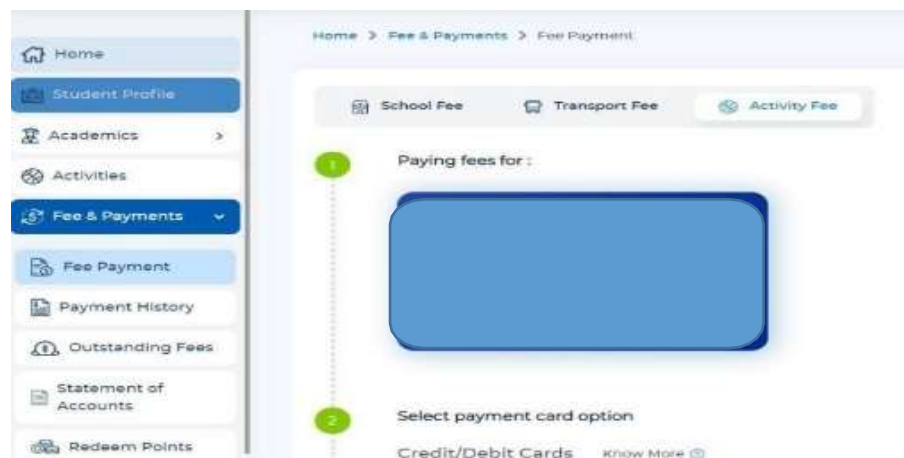 Home > Fee & Payments > Fee Payment
Home
Student Profile
Academics >
Activities
Fee & Payments
Fee Payment
Payment History
Outstanding Fees
Statement of
Accounts
Redeem Points
School Fee Transport Fee Activity Fee
1
Paying fees for :
2
Select payment card option
Credit/Debit Cards Know More